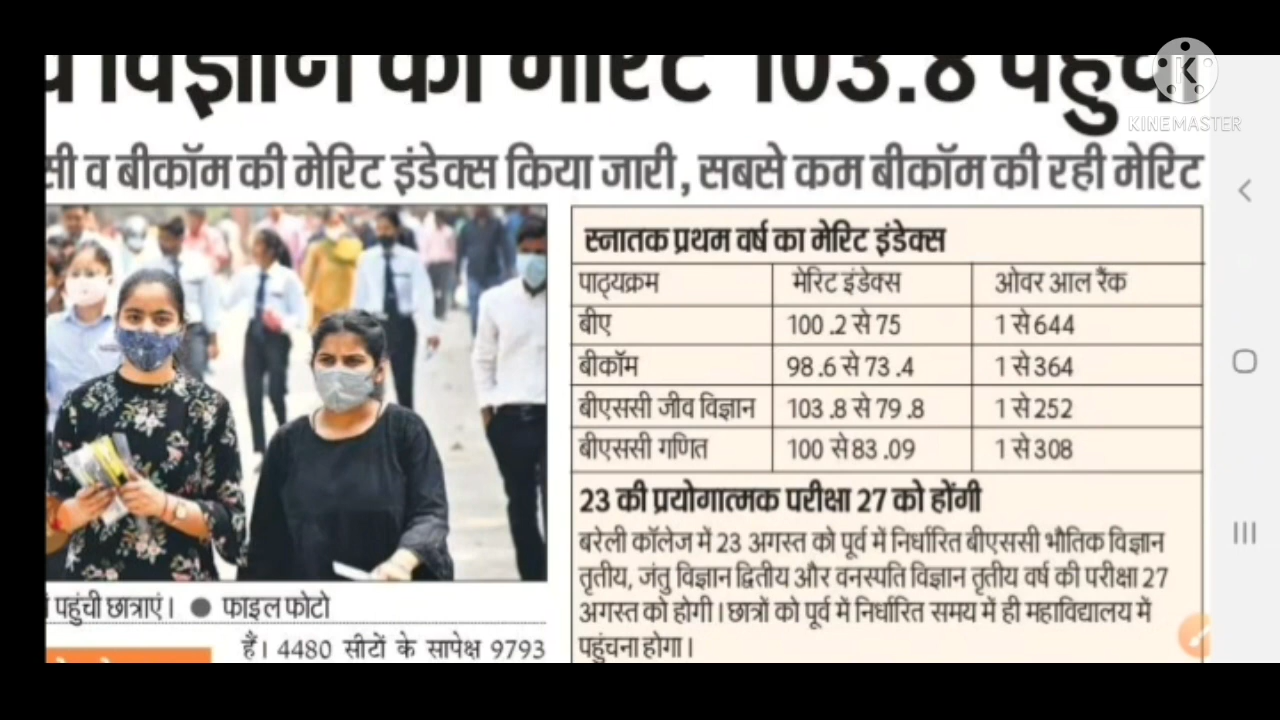 व विज्ञान की मेरिट 103.8 पहुंची
KINEMASTER
सी व बीकॉम की मेरिट इंडेक्स किया जारी, सबसे कम बीकॉम की रही मेरिट
स्नातक प्रथम वर्ष का मेरिट इंडेक्स
पाठ्यक्रम मेरिट इंडेक्स ओवर आल रैंक
बीए 100.2 से 75 1 से 644
बीकॉम 98.6 से 73.4 1 से 364
बीएससी जीव विज्ञान 103.8 से 79.8 1 से 252
बीएससी गणित 100 से 83.09 1 से 308
23 की प्रयोगात्मक परीक्षा 27 को होंगी
बरेली कॉलेज में 23 अगस्त को पूर्व में निर्धारित बीएससी भौतिक विज्ञान
तृतीय, जंतु विज्ञान द्वितीय और वनस्पति विज्ञान तृतीय वर्ष की परीक्षा 27
अगस्त को होगी। छात्रों को पूर्व में निर्धारित समय में ही महाविद्यालय में
पहुंचना होगा।
पहुंची छात्राएं। ● फाइल फोटो
हैं। 4480 सीटों के सापेक्ष 9793